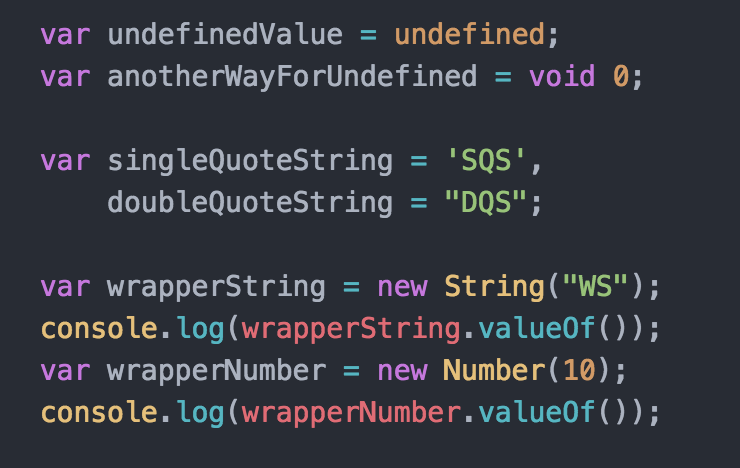 var undefinedValue = undefined;
var anotherWayForUndefined = void 0;
var singleQuoteString = 'SQS',
doubleQuoteString = "DQS";
var wrapperString = new String("WS");
console.log(wrapperString.valueOf());
var wrapperNumber = new Number(10);
console.log(wrapperNumber.valueOf());